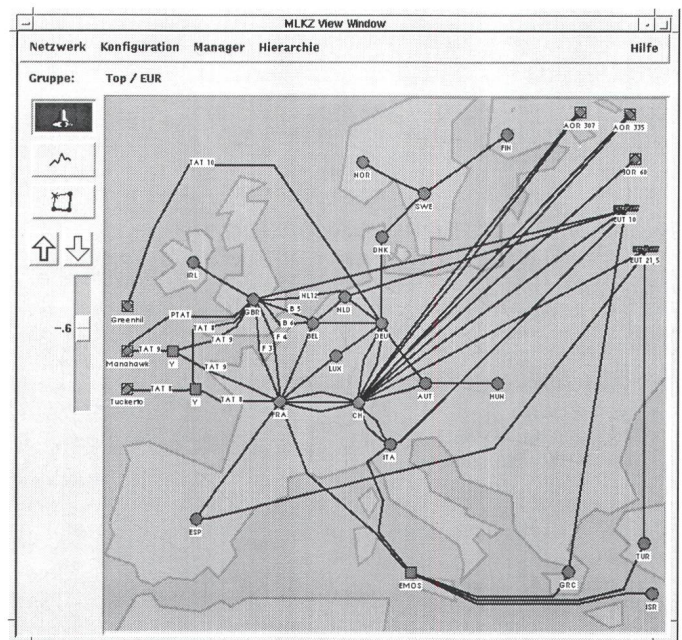 MLKZ View Window
Netzwerk Konfiguration Manager Hierarchie Hilfe
Gruppe: Top / EUR
AOR 307
AOR 335
FIN
TAT 10
NOR
IOR 60
SWE
EUT 10
DNK
EUT 21,5
IRL
NL12
GBR
NLD
Greenhil
B 5
PTAT
B 6
BEL
DEU
TAT 8
F 4
-.6
TAT 9
F 3
TAT 9
Manahawk
Y
TAT 9
LUX
AUT
HUN
TAT 8
Tuckerto
Y
TAT 8
FRA
CH
ITA
ESP
TUR
EMOS
GRC
ISR